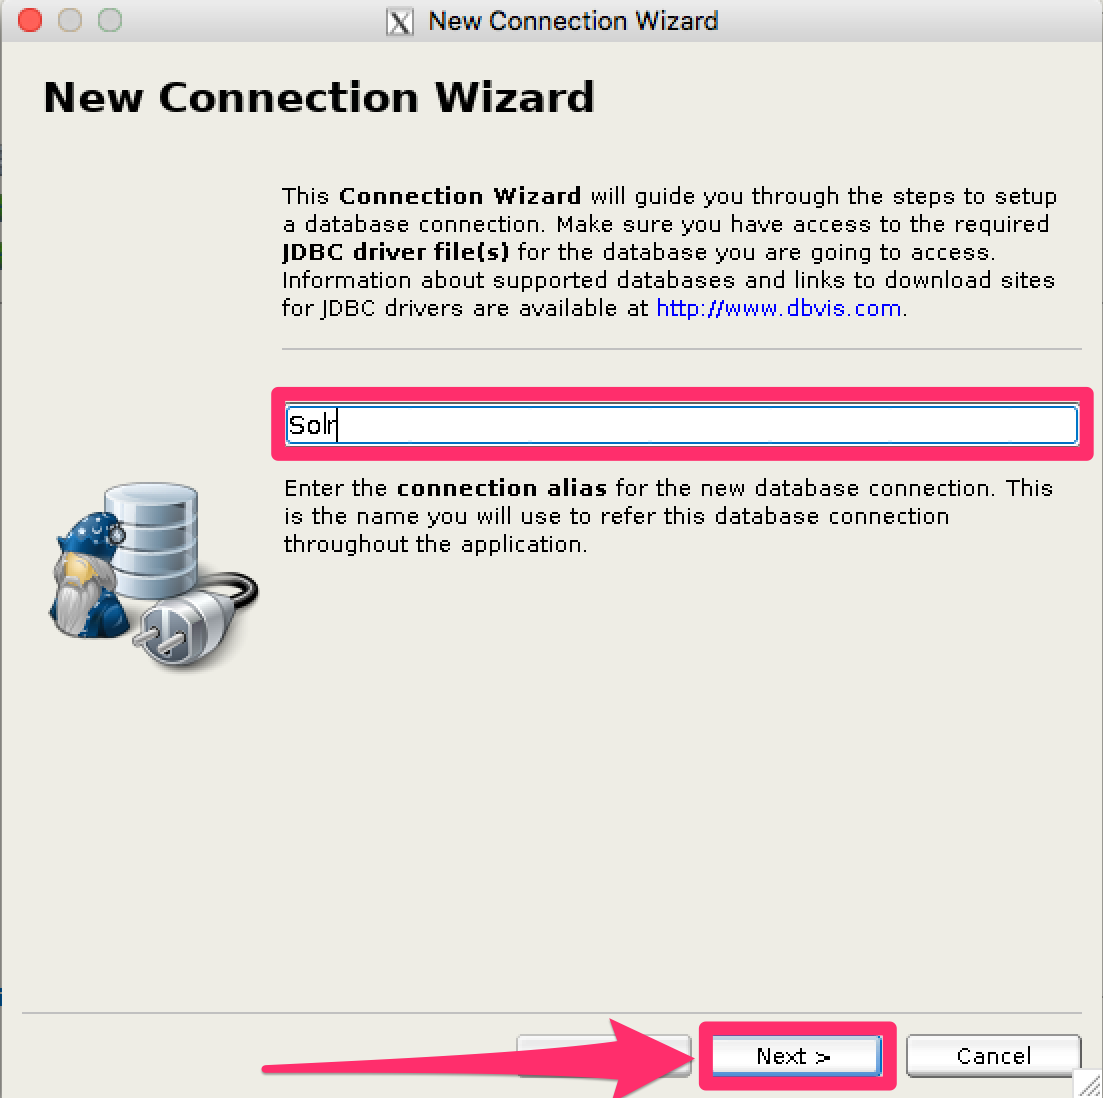 New Connection Wizard
New Connection Wizard
This Connection Wizard will guide you through the steps to setup
a database connection. Make sure you have access to the required
JDBC driver file(s) for the database you are going to access.
Information about supported databases and links to download sites
for JDBC drivers are available at http://www.dbvis.com.
Solr
Enter the connection alias for the new database connection. This
is the name you will use to refer this database connection
throughout the application.
Next >
Cancel